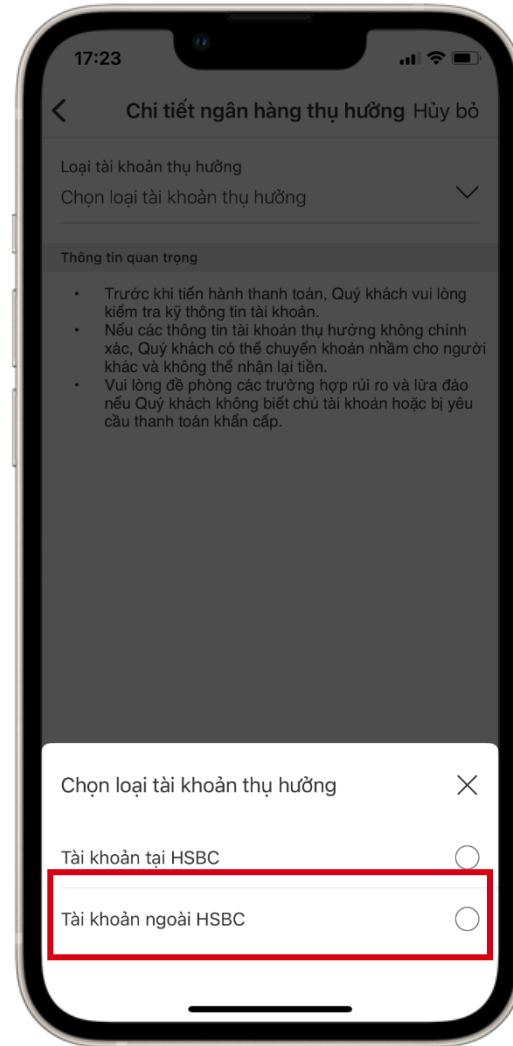 17:23
Chi tiết ngân hàng thụ hưởng Hủy bỏ
Loại tài khoản thụ hưởng
Chọn loại tài khoản thụ hưởng
Thông tin quan trọng
• Trước khi tiến hành thanh toán, Quý khách vui lòng
kiểm tra kỹ thông tin tài khoản.
• Nếu các thông tin tài khoản thụ hưởng không chính
xác, Quý khách có thể chuyển khoản nhầm cho người
khác và không thể nhận lại tiền.
• Vui lòng đề phòng các trường hợp rủi ro và lừa đảo
nếu Quý khách không biết chủ tài khoản hoặc bị yêu
cầu thanh toán khẩn cấp.
Chọn loại tài khoản thụ hưởng
Tài khoản tại HSBC
Tài khoản ngoài HSBC